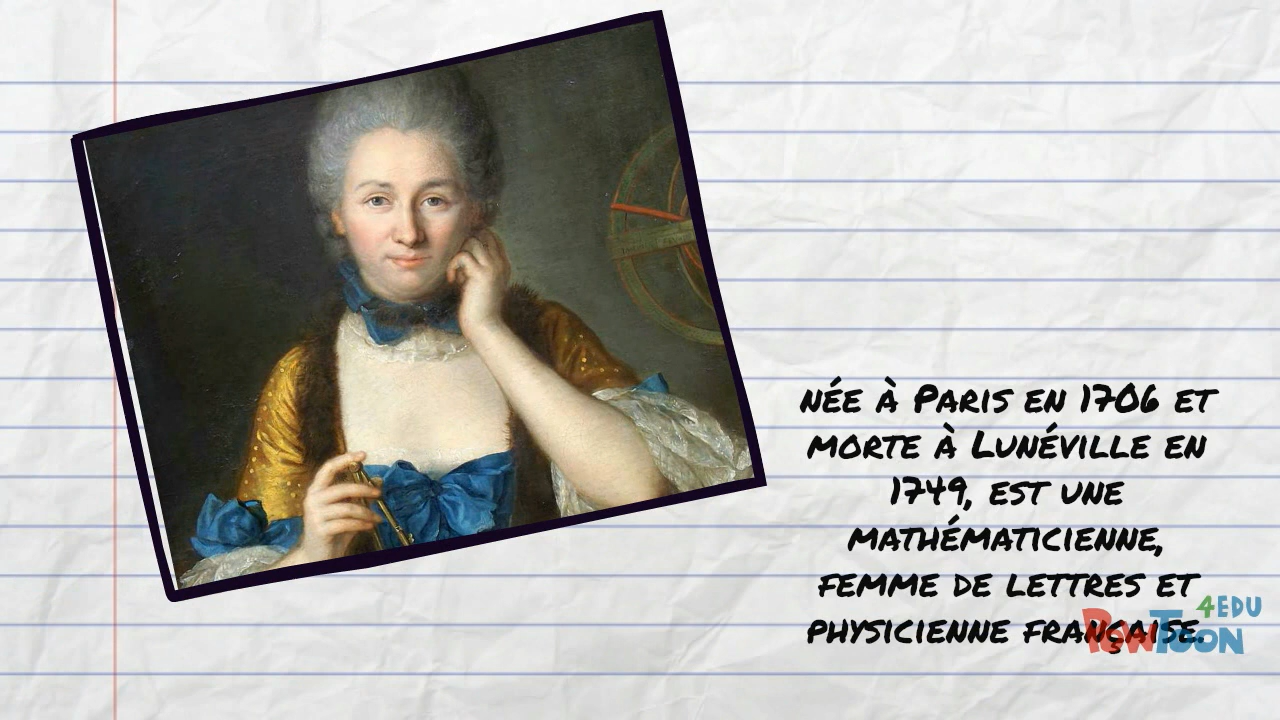 née à Paris en 1706 et
morte à Lunéville en
1749, est une
mathématicienne,
femme de lettres et
physicienne française.
4EDU
PowToon